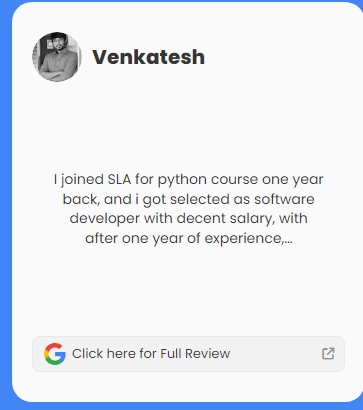 Venkatesh
I joined SLA for python course one year
back, and i got selected as software
developer with decent salary, with
after one year of experience,...
Click here for Full Review